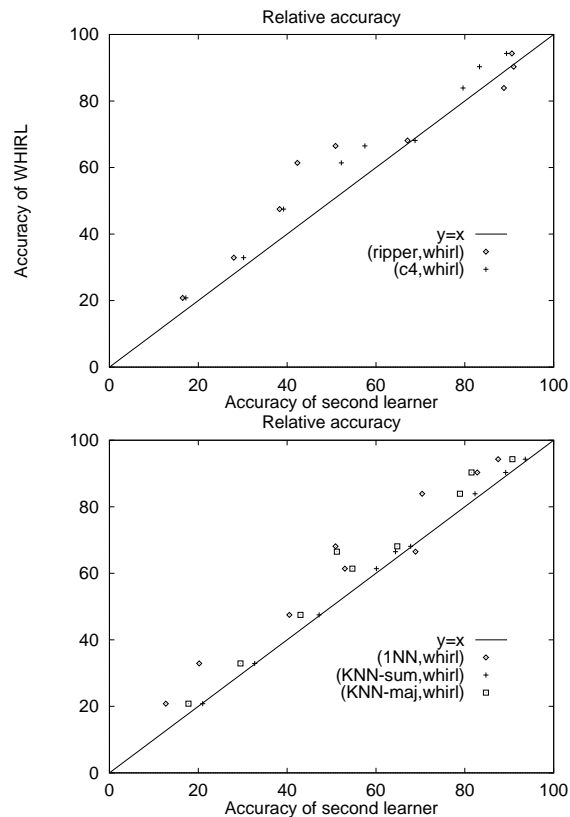 Relative accuracy
100
80
60
40
20
0
Accuracy of WHIRL
y=x
(ripper,whirl)
(c4,whirl)
0 20 40 60 80 100
Accuracy of second learner
Relative accuracy
100
80
60
40
20
0
y=x
(1NN,whirl)
(KNN-sum,whirl)
(KNN-maj,whirl)
0 20 40 60 80 100
Accuracy of second learner